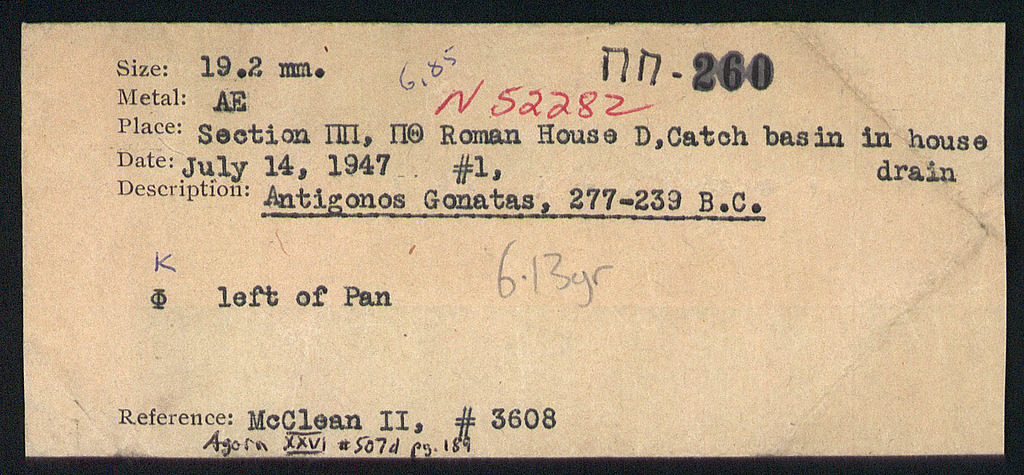 ΠΠ - 260
Size: 19.2 mm. 6.85
N 52282
Metal: AE
Place: Section ΠΠ, ΠΘ Roman House D,Catch basin in house
Date: July 14, 1947 #1, drain
Description: Antigonos Gonatas, 277-239 B.C.
K
6.13gr
Φ left of Pan
Reference: McClean II, # 3608
Agora XXVI #507d pg. 189